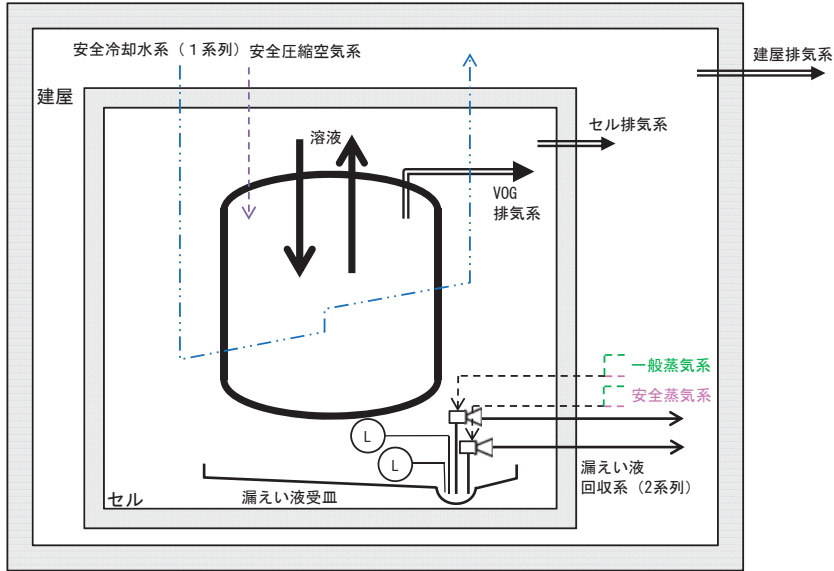 安全冷却水系（１系列）
安全圧縮空気系
建屋排気系
建屋
セル排気系
溶液
VOG
排気系
一般蒸気系
安全蒸気系
L
L
漏えい液
回収系（2系列）
漏えい液受皿
セル